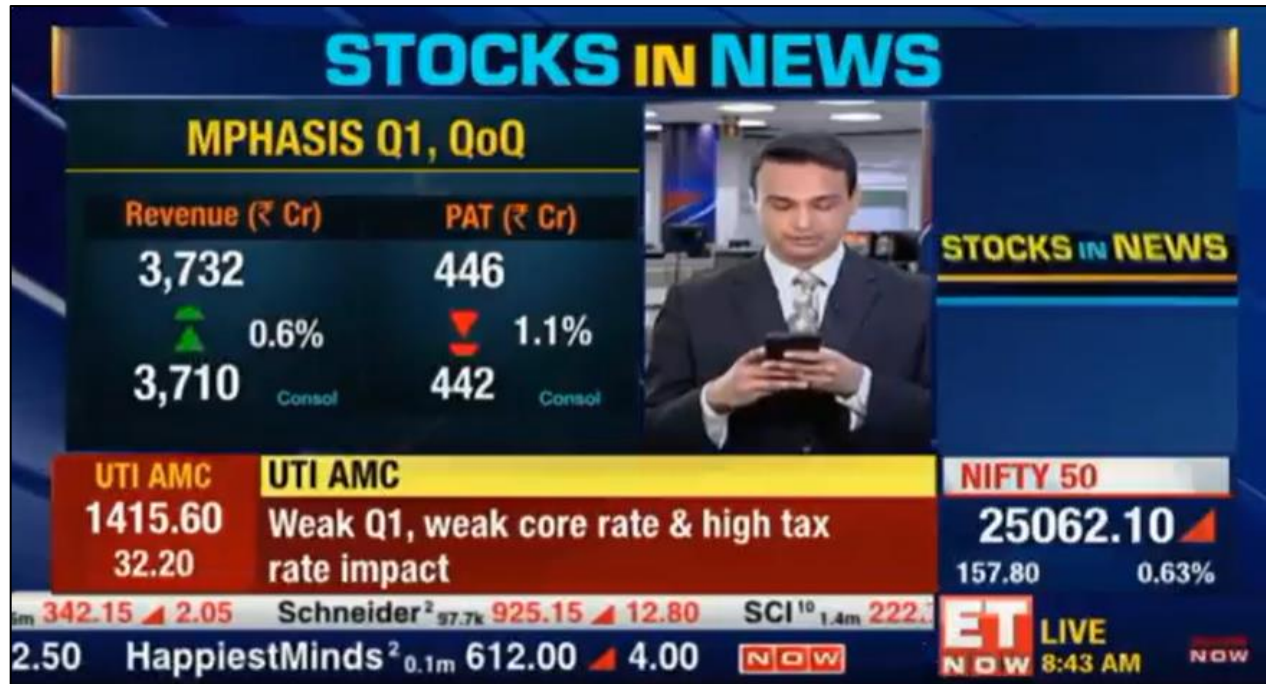 STOCKS IN NEWS
MPHASIS Q1, QoQ
Revenue (₹ Cr) PAT (₹ Cr)
3,732 446
0.6% 1.1%
3,710 Consol 442 Consol
STOCKS IN NEWS
UTI AMC
1415.60
32.20
UTI AMC
Weak Q1, weak core rate & high tax
rate impact
NIFTY 50
25062.10
157.80 0.63%
342.15 2.05 Schneider² 97.7k 925.15 12.80 SCI¹⁰ 1.4m
2.50 HappiestMinds² 0.1m 612.00 4.00 NOW
ET
NOW
LIVE
8:43 AM
NOW